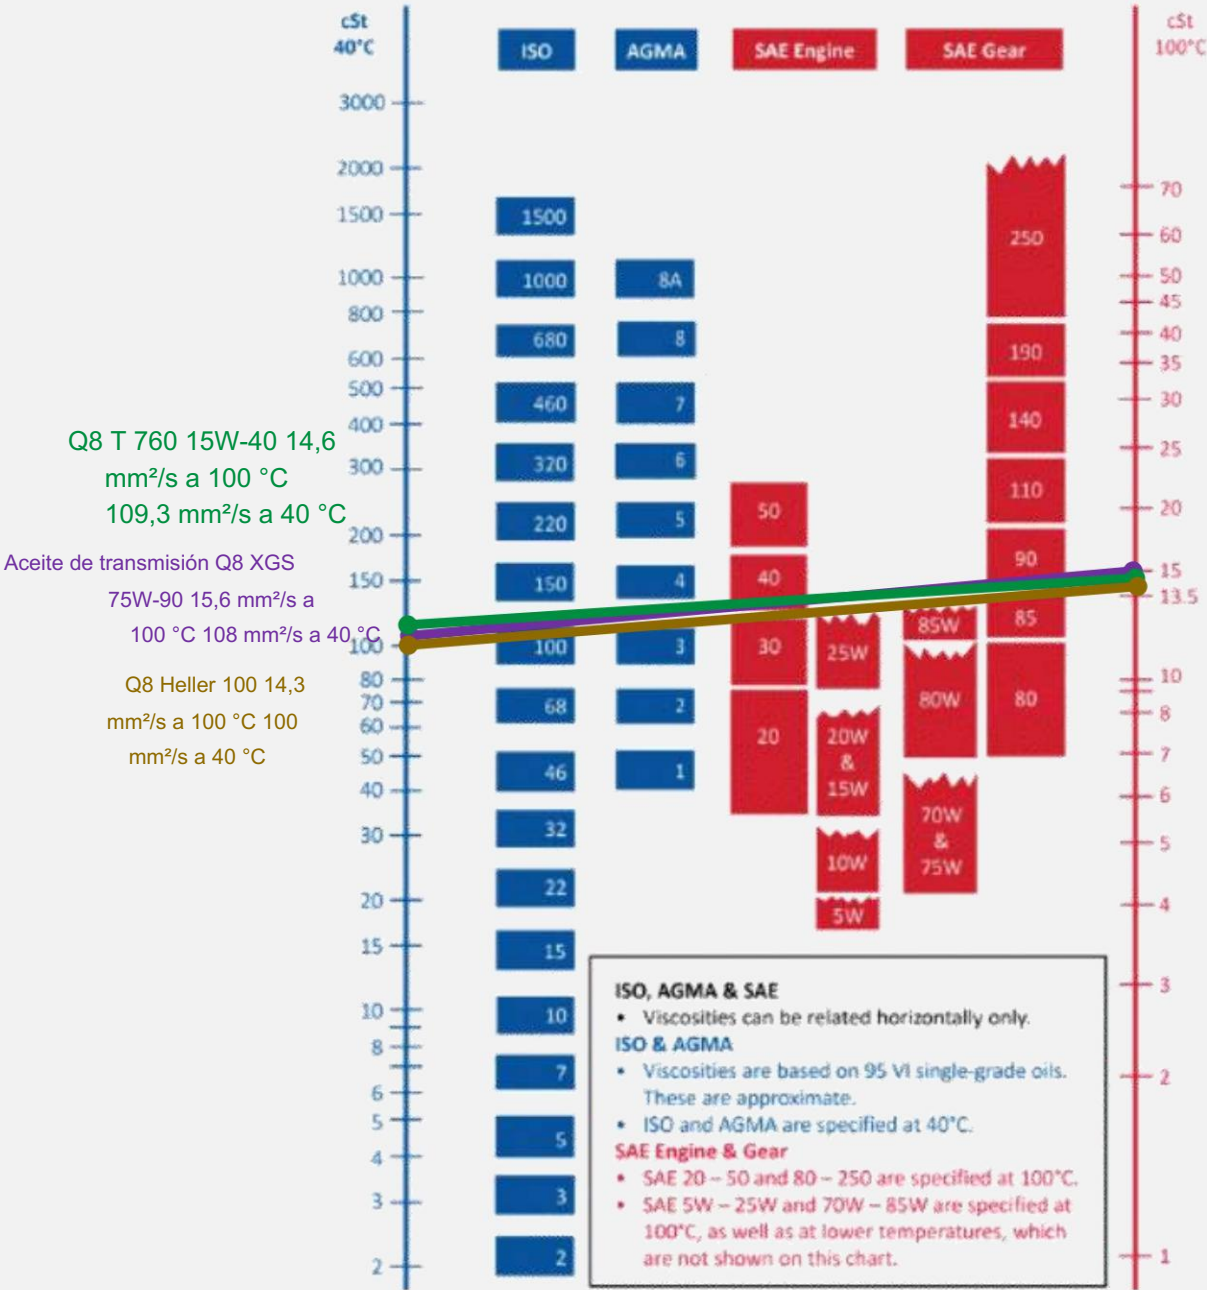 cSt
40°C
ISO
AGMA
SAE Engine
SAE Gear
cSt
100°C
3000
2000
1500
1000
800
600
500
400
300
200
150
100
80
70
60
50
40
30
20
15
10
8
6
5
4
3
2
Q8 T 760 15W-40 14,6
mm²/s a 100 °C
109,3 mm²/s a 40 °C
Aceite de transmisión Q8 XGS
75W-90 15,6 mm²/s a
100 °C 108 mm²/s a 40 °C
Q8 Heller 100 14,3
mm²/s a 100 °C 100
mm²/s a 40 °C
1500
1000
680
460
320
220
150
100
68
46
32
22
15
10
7
5
3
2
8A
8
7
6
5
4
3
2
1
50
40
30
20
25W
20W
&
15W
10W
5W
85W
80W
70W
&
75W
250
190
140
110
90
85
80
70
60
50
45
40
35
30
25
20
15
13.5
10
8
7
6
5
4
3
2
1
ISO, AGMA & SAE
• Viscosities can be related horizontally only.
ISO & AGMA
• Viscosities are based on 95 VI single-grade oils.
These are approximate.
• ISO and AGMA are specified at 40°C.
SAE Engine & Gear
• SAE 20 – 50 and 80 – 250 are specified at 100°C.
• SAE 5W – 25W and 70W – 85W are specified at
100°C, as well as at lower temperatures, which
are not shown on this chart.